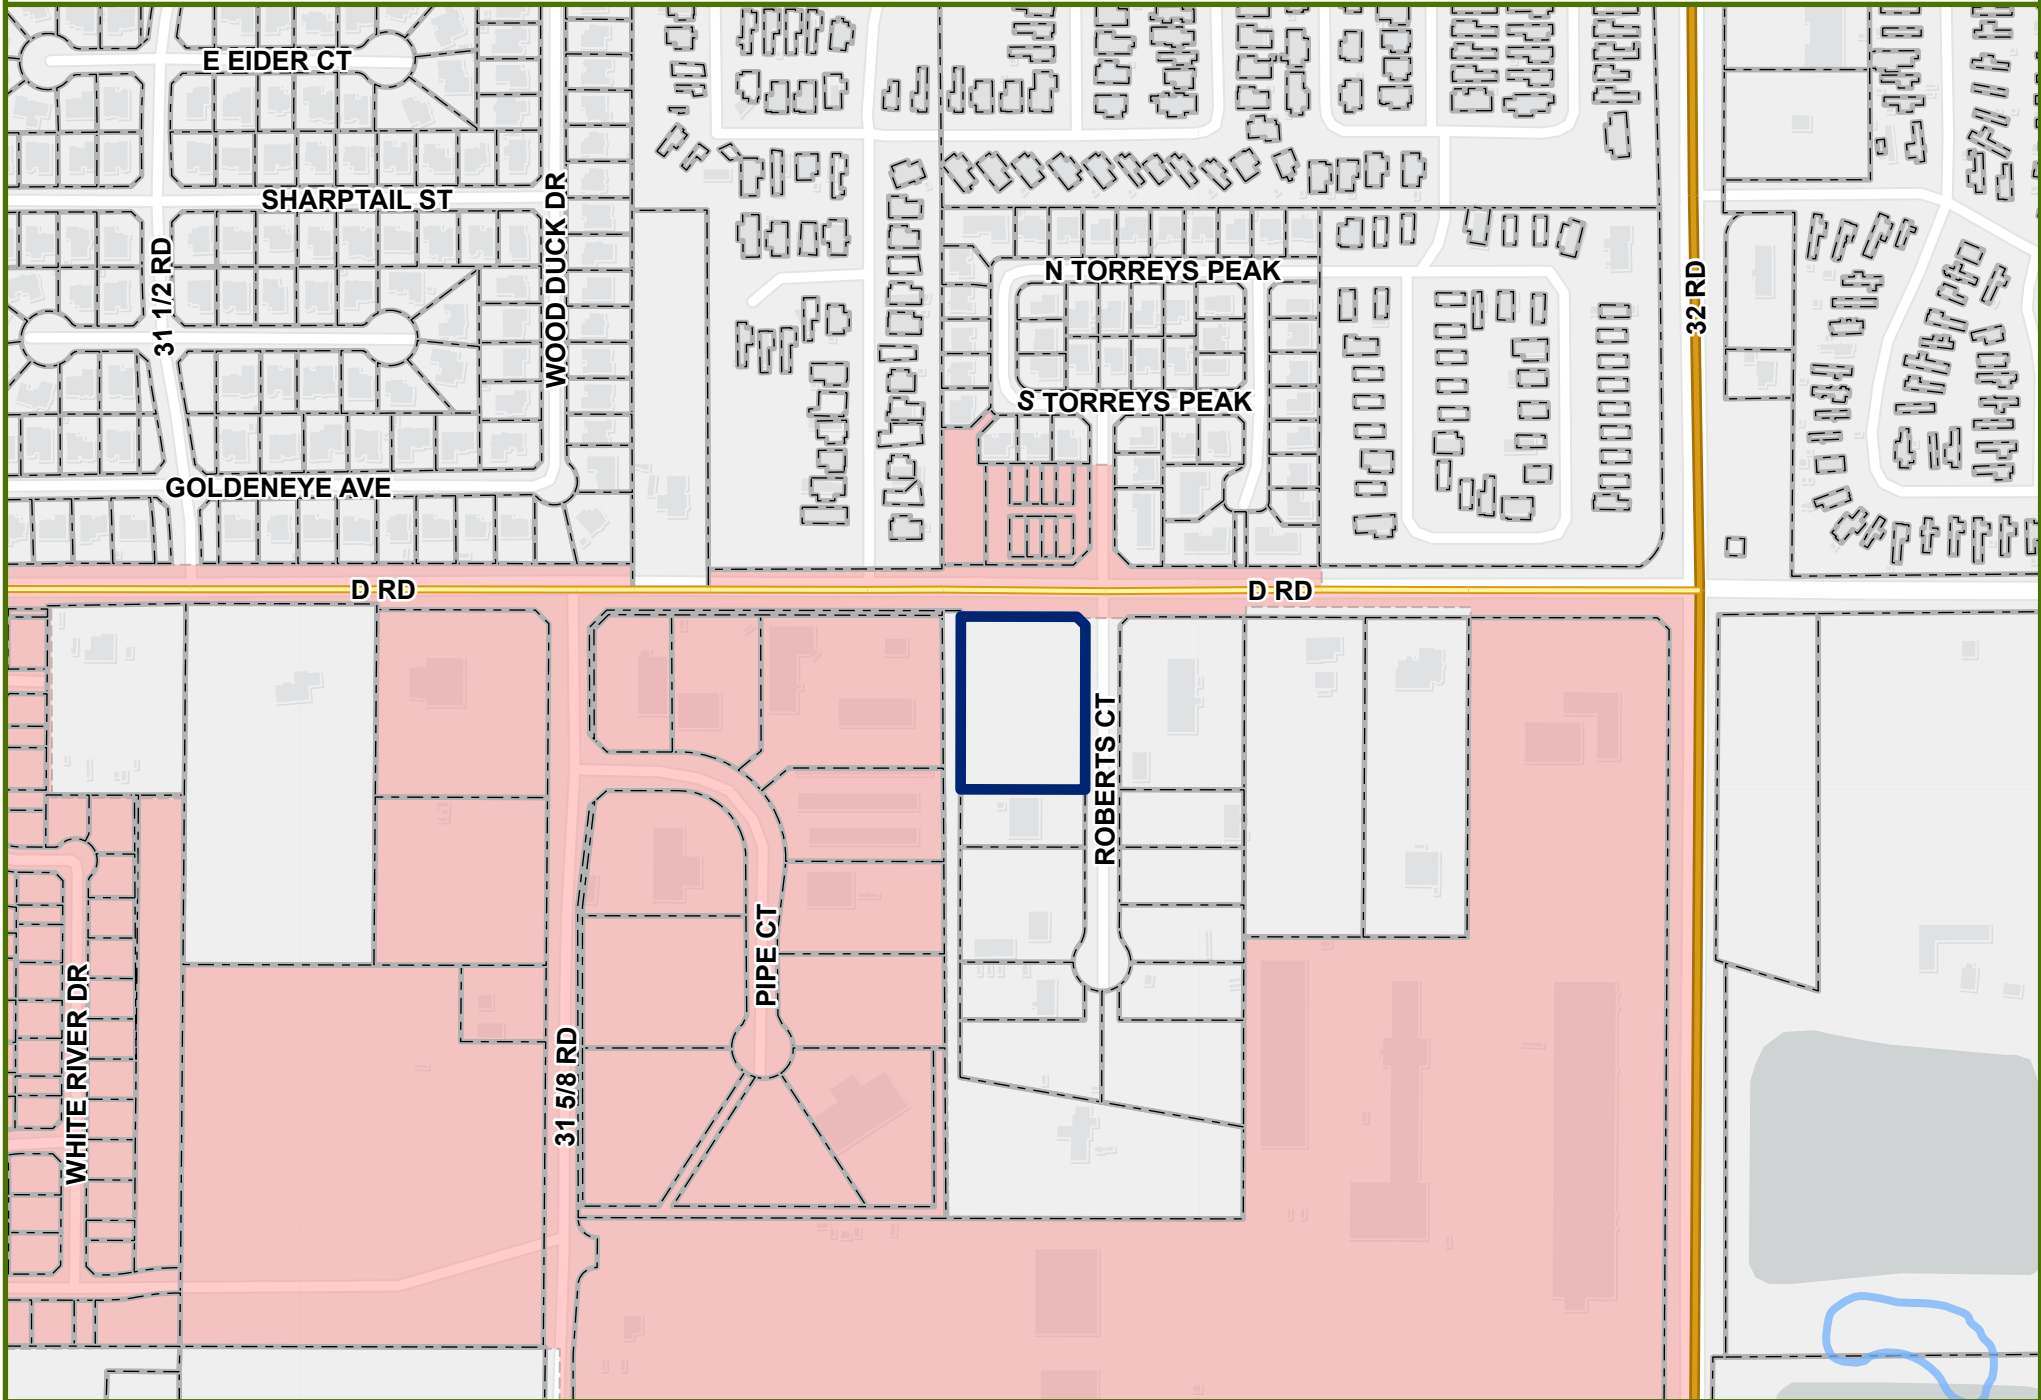 E EIDER CT
SHARPTAIL ST
WOOD DUCK DR
31 1/2 RD
N TORREYS PEAK
32 RD
S TORREYS PEAK
GOLDENEYE AVE
D RD
D RD
ROBERTS CT
PIPE CT
WHITE RIVER DR
31 5/8 RD